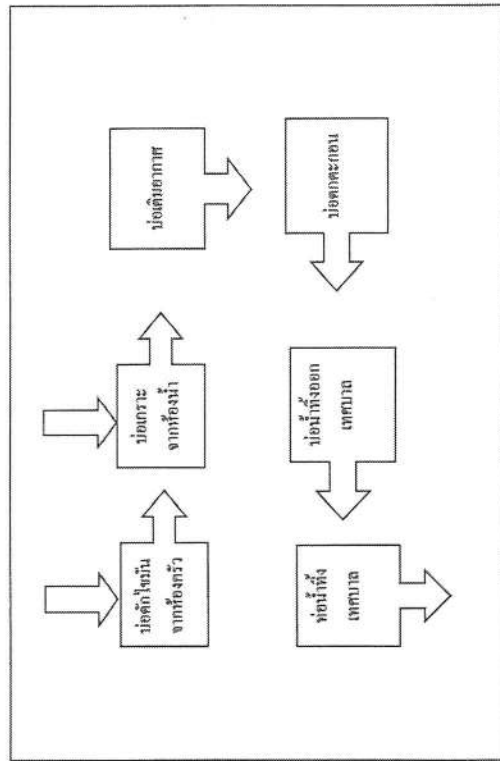 บ่อดักไขมัน
จากห้องครัว
บ่อเกรอะ
จากห้องน้ำ
บ่อเติมอากาศ
บ่อตกตะกอน
บ่อน้ำทิ้งออก
เทศบาล
ท่อน้ำทิ้ง
เทศบาล